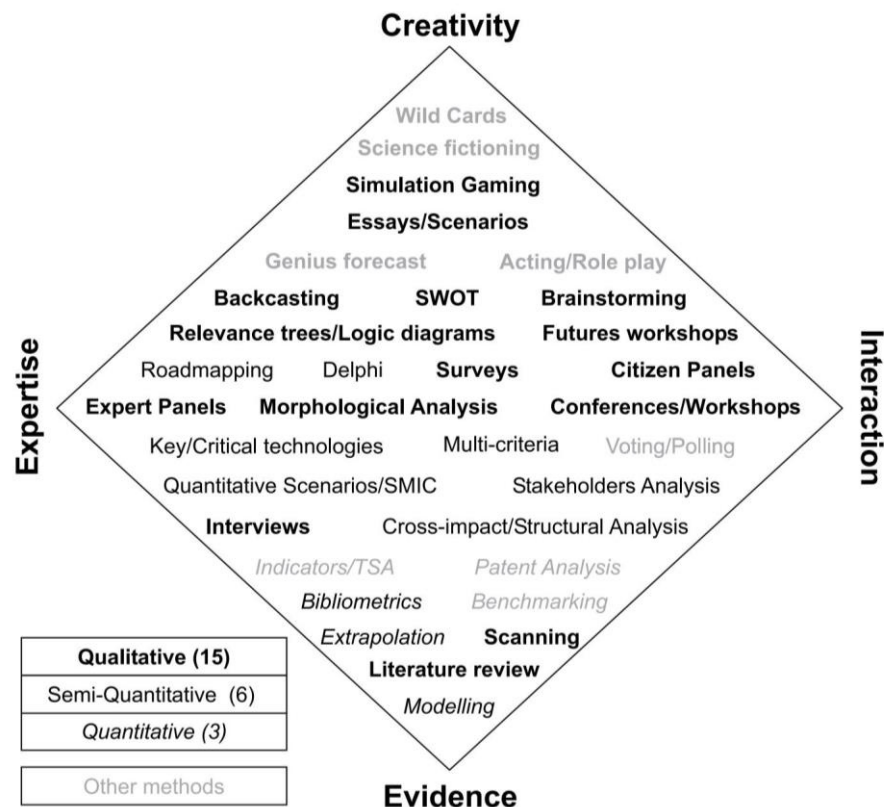 Creativity
Wild Cards
Science fictioning
Simulation Gaming
Essays/Scenarios
Genius forecast Acting/Role play
Backcasting SWOT Brainstorming
Relevance trees/Logic diagrams Futures workshops
Roadmapping Delphi Surveys Citizen Panels
Expertise
Interaction
Expert Panels Morphological Analysis Conferences/Workshops
Key/Critical technologies Multi-criteria Voting/Polling
Quantitative Scenarios/SMIC Stakeholders Analysis
Interviews Cross-impact/Structural Analysis
Indicators/TSA Patent Analysis
Bibliometrics Benchmarking
Extrapolation Scanning
Literature review
Modelling
Qualitative (15)
Semi-Quantitative (6)
Quantitative (3)
Other methods
Evidence